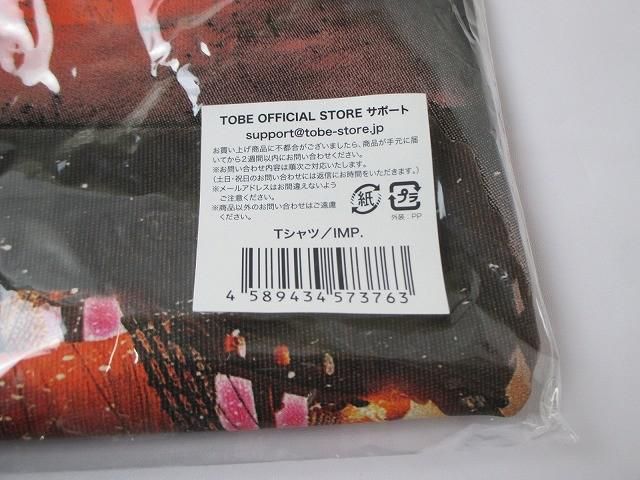 TOBE OFFICIAL STORE サポート
support@tobe-store.jp
お買い上げ商品に不都合がございましたら、商品が手元に届
いてから2週間以内にお問い合わせください。
※お問い合わせ内容は順次ご対応いたします。
（土日・祝日のお問い合わせには返信にお時間をいただきます。）
※メールアドレスはお間違えないよう
ご注意ください。
※商品以外のお問い合わせはご遠慮
ください。
紙
プラ
外装：PP
Tシャツ／IMP.
4 589434 573763